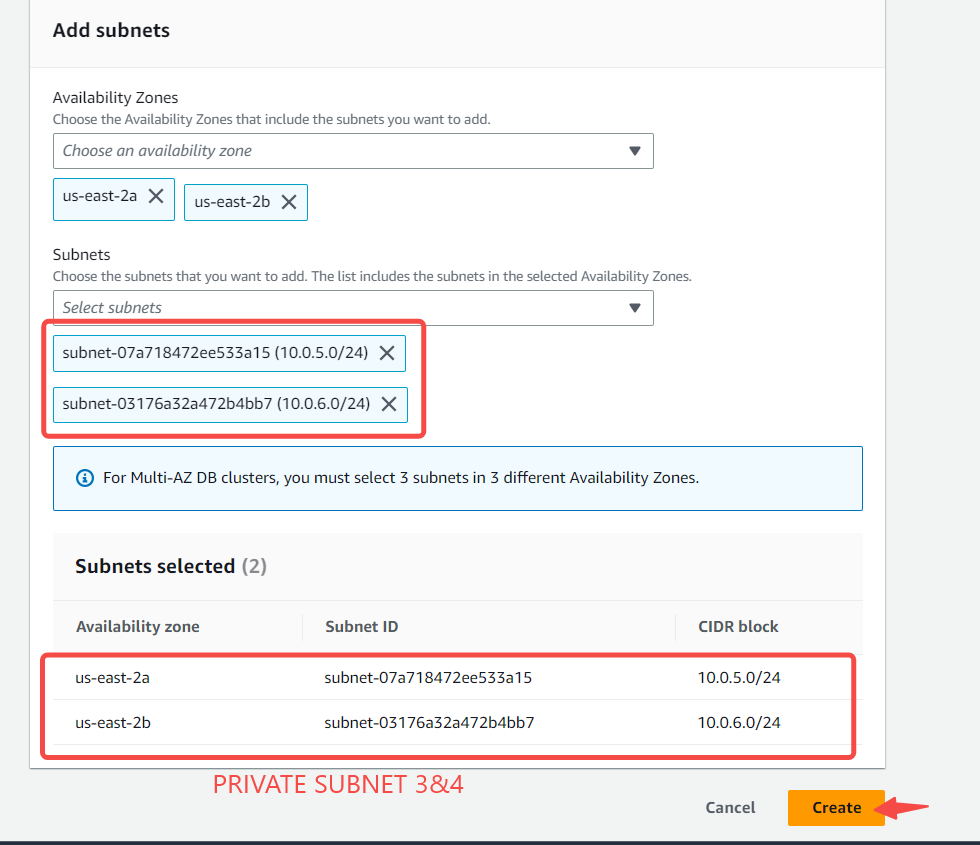 Add subnets
Availability Zones
Choose the Availability Zones that include the subnets you want to add.
Choose an availability zone
us-east-2a
us-east-2b
Subnets
Choose the subnets that you want to add. The list includes the subnets in the selected Availability Zones.
Select subnets
subnet-07a718472ee533a15 (10.0.5.0/24)
subnet-03176a32a472b4bb7 (10.0.6.0/24)
For Multi-AZ DB clusters, you must select 3 subnets in 3 different Availability Zones.
Subnets selected (2)
Availability zone Subnet ID CIDR block
us-east-2a subnet-07a718472ee533a15 10.0.5.0/24
us-east-2b subnet-03176a32a472b4bb7 10.0.6.0/24
PRIVATE SUBNET 3&4
Cancel Create